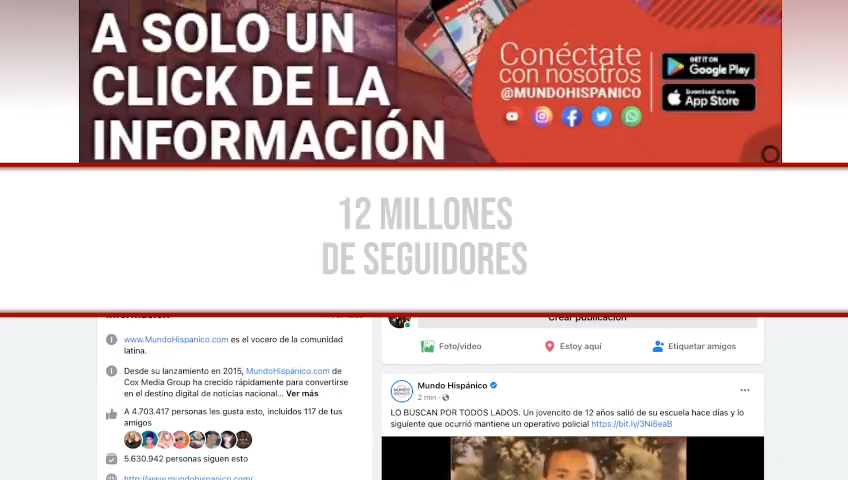 A SOLO UN
CLICK DE LA
INFORMACIÓN
Conéctate
con nosotros
@MUNDOHISPANICO
GET IT ON
Google Play
Download on the
App Store
12 MILLONES
DE SEGUIDORES
Información
Crear publicación
www.MundoHispanico.com es el vocero de la comunidad
latina.
Desde su lanzamiento en 2015, MundoHispánico.com de
Cox Media Group ha crecido rápidamente para convertirse
en el destino digital de noticias nacional... Ver más
A 4.703.417 personas les gusta esto, incluidos 117 de tus
amigos
5.630.942 personas siguen esto
http://www.mundohispanico.com/
Foto/video
Estoy aquí
Etiquetar amigos
Mundo Hispánico
2 min ·
LO BUSCAN POR TODOS LADOS. Un jovencito de 12 años salió de su escuela hace días y lo
siguiente que ocurrió mantiene un operativo policial https://bit.ly/3Ni6eaB